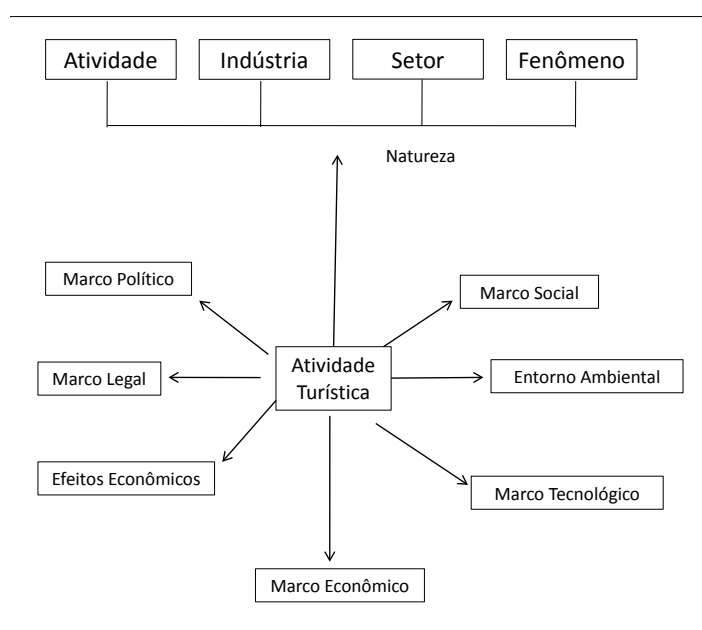 Atividade
Indústria
Setor
Fenômeno
Natureza
Marco Político
Marco Social
Atividade
Turística
Marco Legal
Entorno Ambiental
Efeitos Econômicos
Marco Tecnológico
Marco Econômico